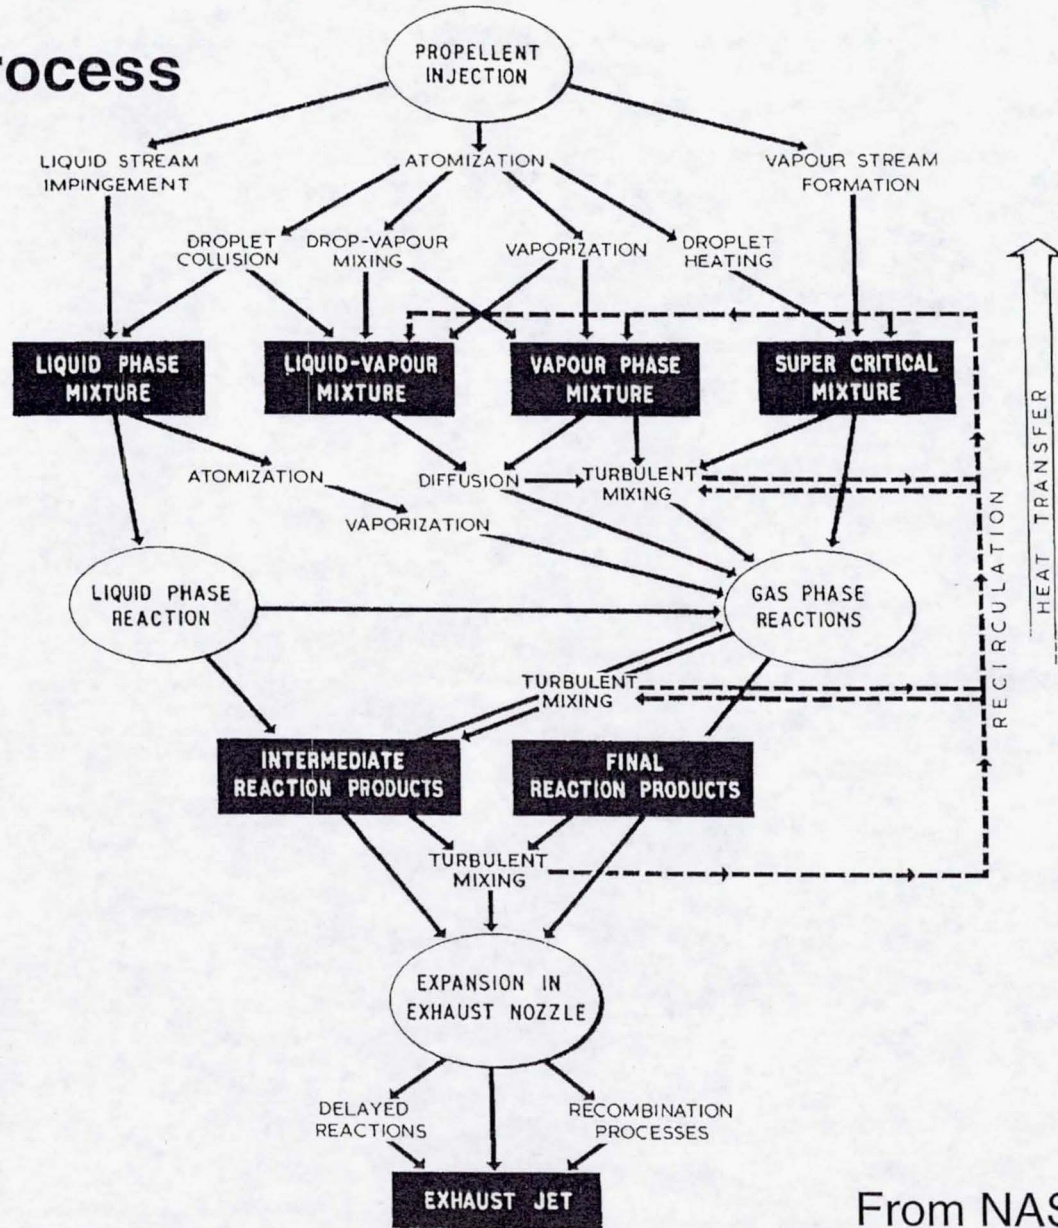 rocess
PROPELLENT
INJECTION
LIQUID STREAM
IMPINGEMENT
ATOMIZATION
VAPOUR STREAM
FORMATION
DROPLET
COLLISION
DROP-VAPOUR
MIXING
VAPORIZATION
DROPLET
HEATING
LIQUID PHASE
MIXTURE
LIQUID-VAPOUR
MIXTURE
VAPOUR PHASE
MIXTURE
SUPER CRITICAL
MIXTURE
ATOMIZATION
DIFFUSION
TURBULENT
MIXING
VAPORIZATION
RECIRCULATION
HEAT TRANSFER
LIQUID PHASE
REACTION
GAS PHASE
REACTIONS
TURBULENT
MIXING
INTERMEDIATE
REACTION PRODUCTS
FINAL
REACTION PRODUCTS
TURBULENT
MIXING
EXPANSION IN
EXHAUST NOZZLE
DELAYED
REACTIONS
RECOMBINATION
PROCESSES
EXHAUST JET
From NAS